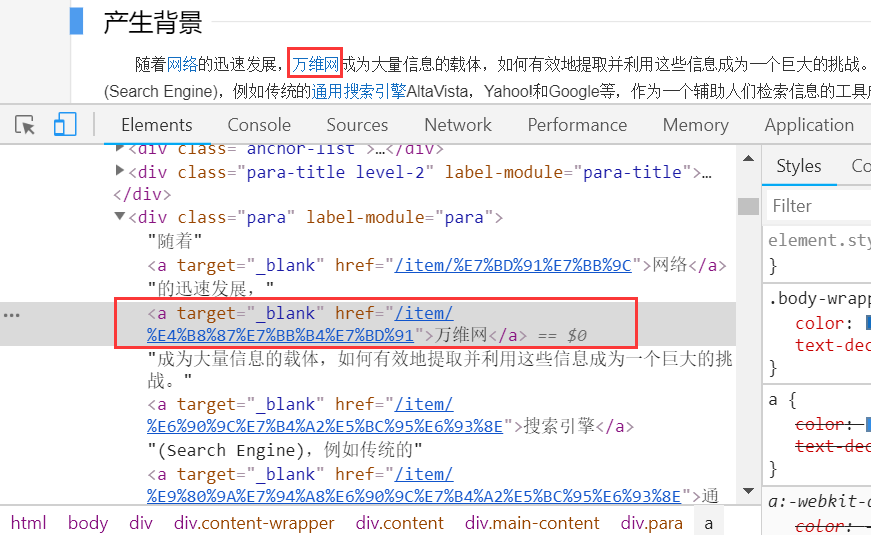 产生背景
随着网络的迅速发展，万维网成为大量信息的载体，如何有效地提取并利用这些信息成为一个巨大的挑战。
(Search Engine)，例如传统的通用搜索引擎AltaVista，Yahoo!和Google等，作为一个辅助人们检索信息的工具
Elements Console Sources Network Performance Memory Application
<div class="anchor-list">…</div>
<div class="para-title level-2" label-module="para-title">…
</div>
<div class="para" label-module="para">
"随着"
<a target="_blank" href="/item/%E7%BD%91%E7%BB%9C">网络</a>
"的迅速发展，"
<a target="_blank" href="/item/
%E4%B8%87%E7%BB%B4%E7%BD%91">万维网</a> == $0
"成为大量信息的载体，如何有效地提取并利用这些信息成为一个巨大的挑
战。"
<a target="_blank" href="/item/
%E6%90%9C%E7%B4%A2%E5%BC%95%E6%93%8E">搜索引擎</a>
"(Search Engine)，例如传统的"
<a target="_blank" href="/item/
%E9%80%9A%E7%94%A8%E6%90%9C%E7%B4%A2%E5%BC%95%E6%93%8E">通
html body div div.content-wrapper div.content div.main-content div.para a
Styles Co
Filter
element.sty
}
.body-wrapp
color:
text-dec
}
a {
color:
text-dec
}
a:-webkit-a
color: